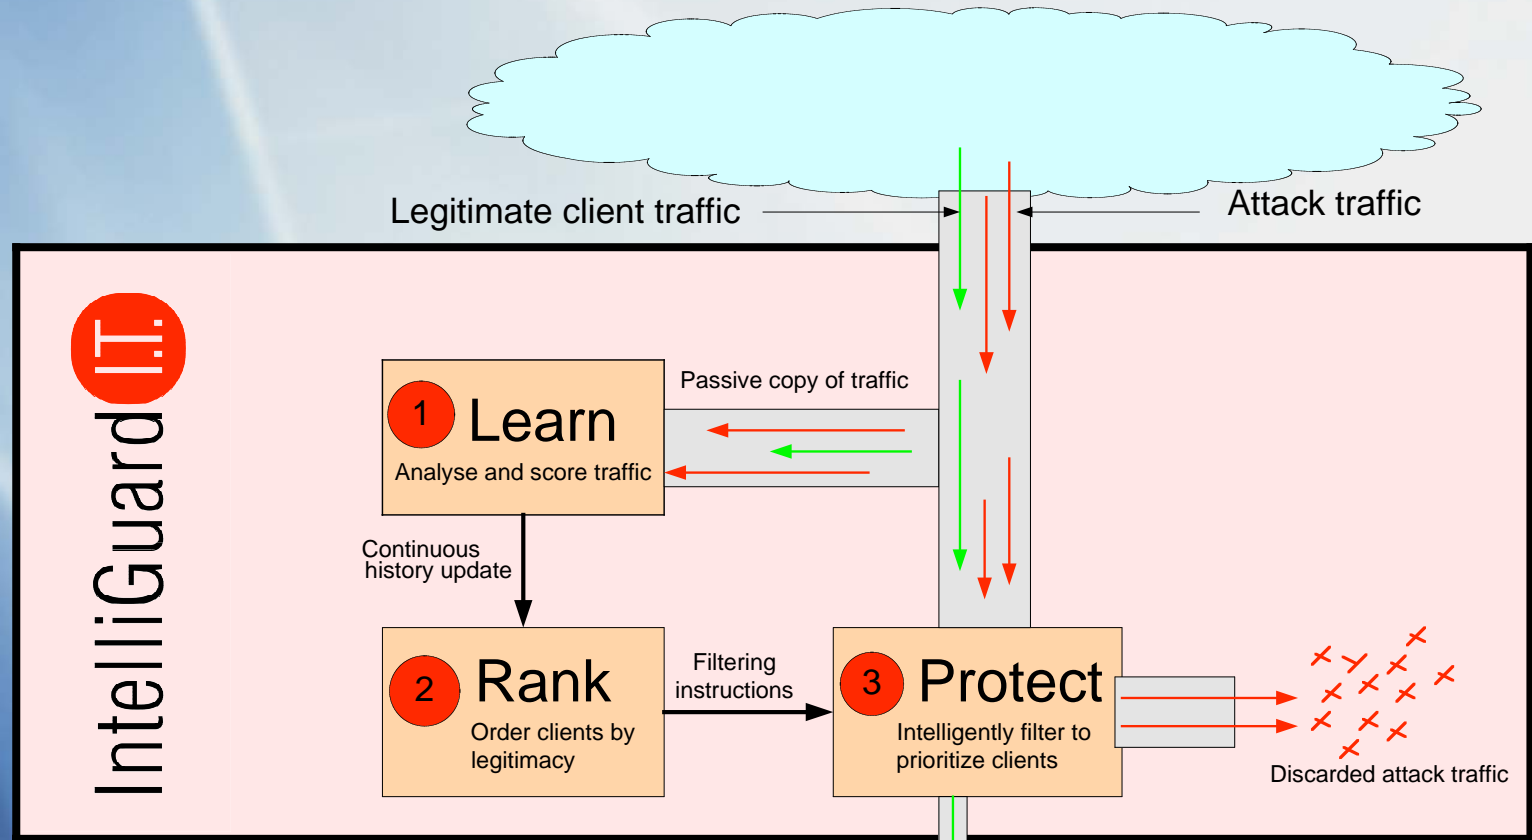 Legitimate client traffic
Attack traffic
IntelliGuard I.T.
Passive copy of traffic
1
Learn
Analyse and score traffic
Continuous
history update
2
Rank
Order clients by
legitimacy
Filtering
instructions
3
Protect
Intelligently filter to
prioritize clients
Discarded attack traffic